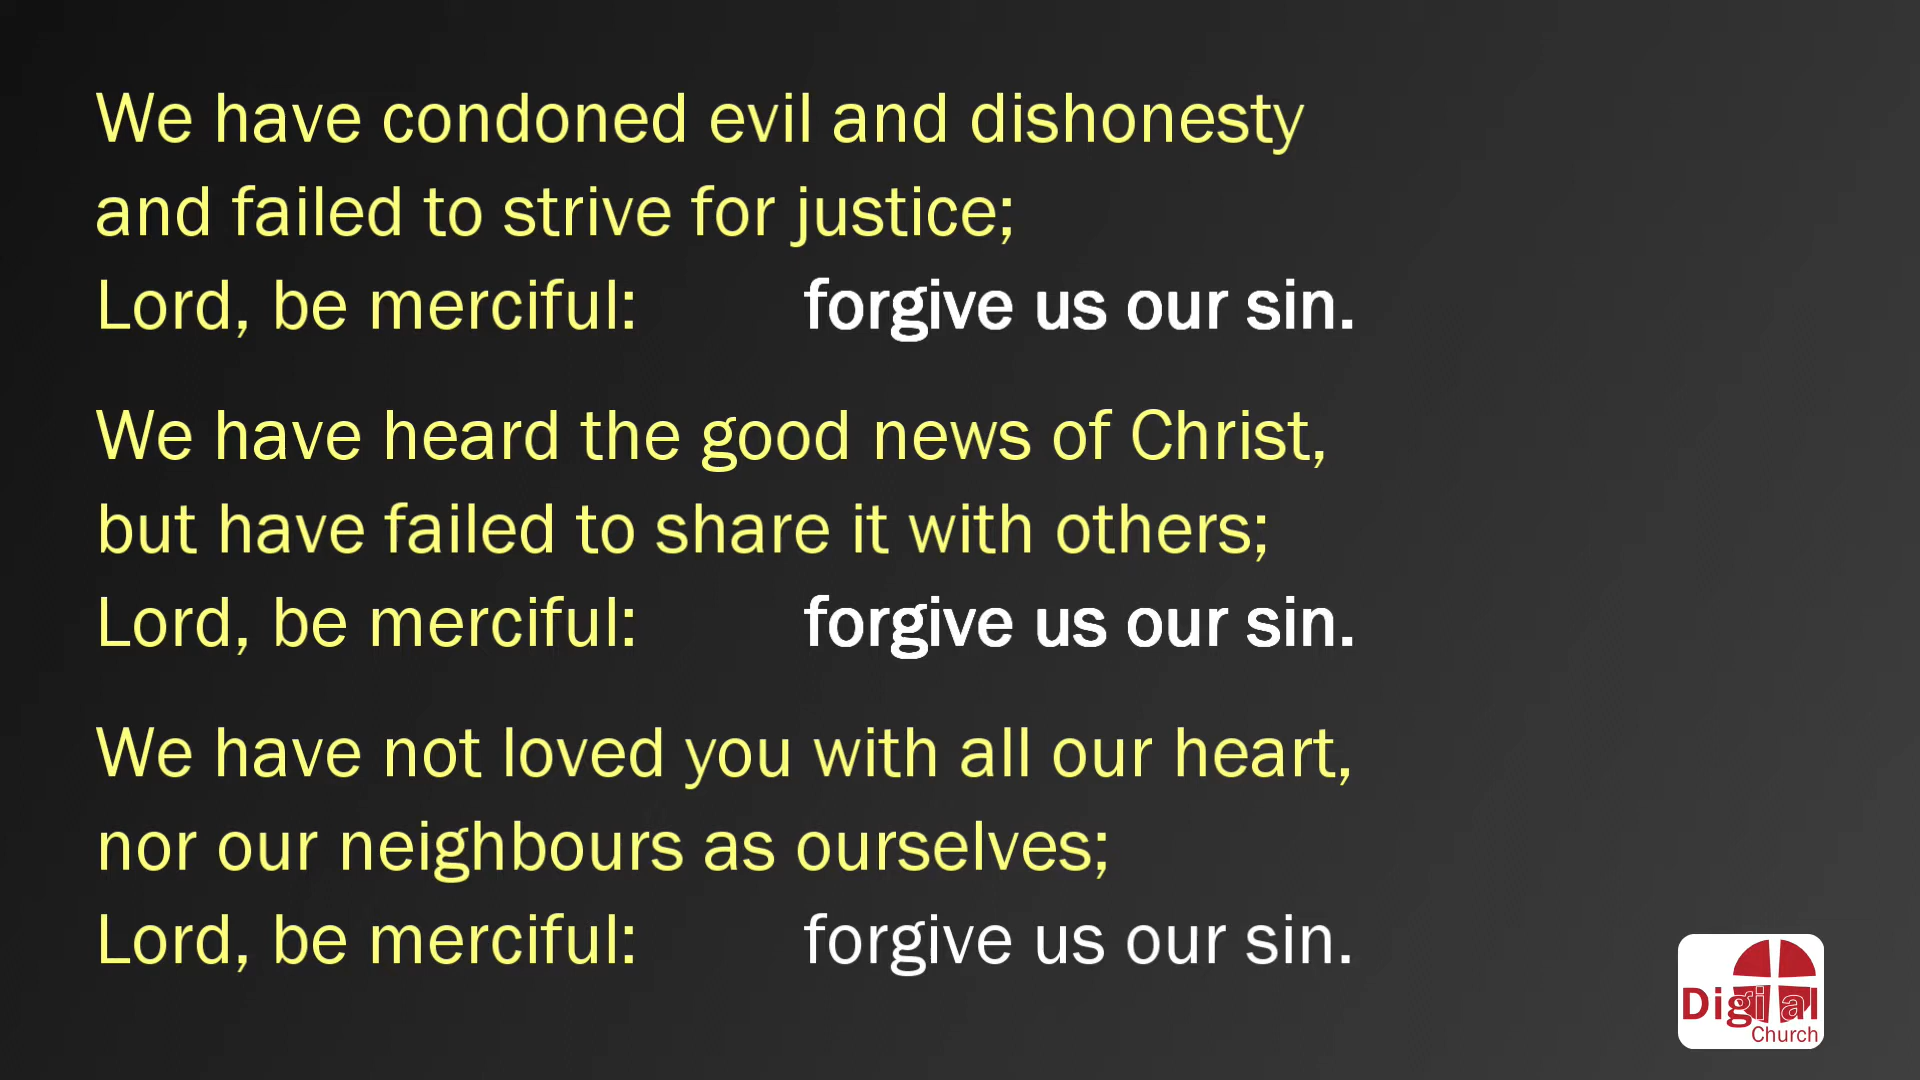 We have condoned evil and dishonesty
and failed to strive for justice;
Lord, be merciful: forgive us our sin.
We have heard the good news of Christ,
but have failed to share it with others;
Lord, be merciful: forgive us our sin.
We have not loved you with all our heart,
nor our neighbours as ourselves;
Lord, be merciful: forgive us our sin.
Digital
Church